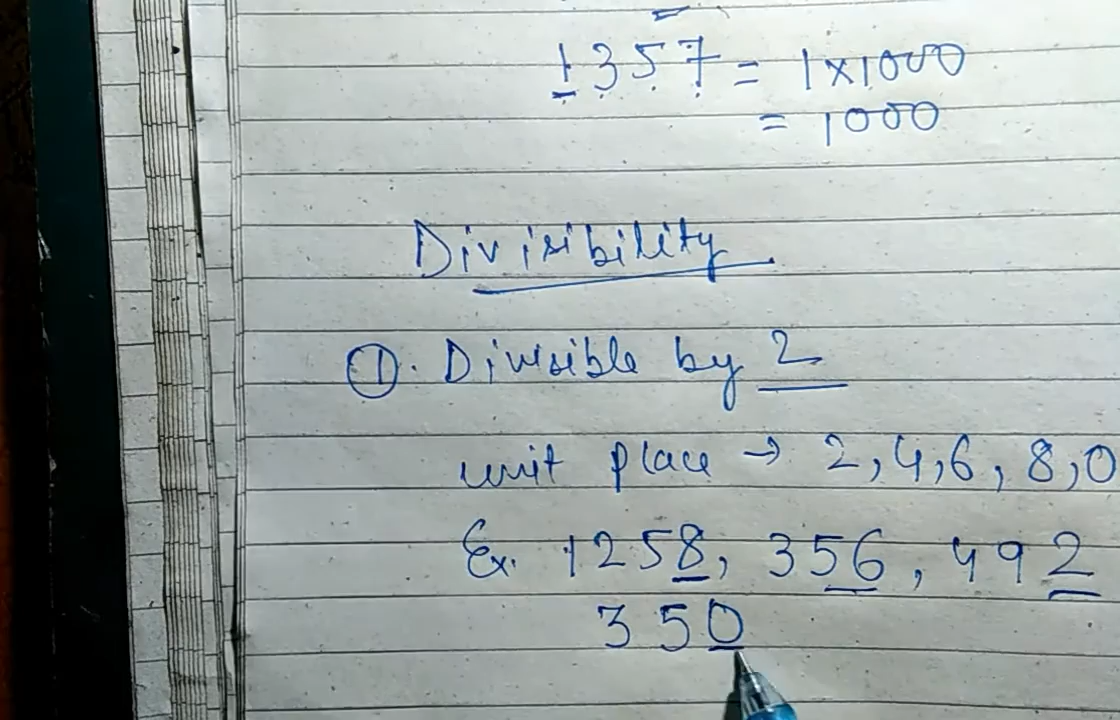 1357 = 1×1000
= 1000
Divisibility
①. Divisible by 2
unit place → 2,4,6,8,0
Ex. 1258, 356, 492
350